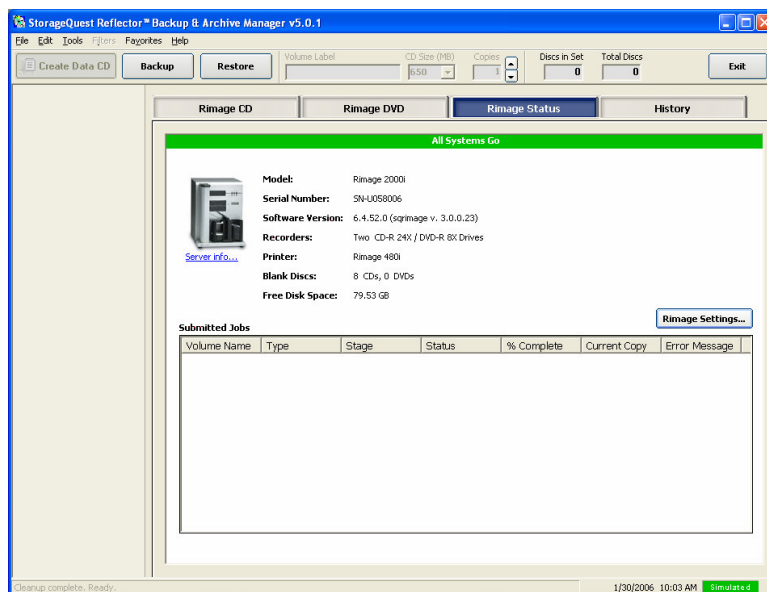 StorageQuest Reflector™ Backup & Archive Manager v5.0.1
File Edit Tools Filters Favorites Help
Create Data CD Backup Restore Volume Label CD Size (MB) 650 Copies 1 Discs in Set 0 Total Discs 0 Exit
Rimage CD Rimage DVD Rimage Status History
All Systems Go
Model: Rimage 2000i
Serial Number: SN-U058006
Software Version: 6.4.52.0 (sqrimage v. 3.0.0.23)
Recorders: Two CD-R 24X / DVD-R 8X Drives
Server info... Printer: Rimage 480i
Blank Discs: 8 CDs, 0 DVDs
Free Disk Space: 79.53 GB
Rimage Settings...
Submitted Jobs
Volume Name Type Stage Status % Complete Current Copy Error Message
Cleanup complete. Ready. 1/30/2006 10:03 AM Simulated